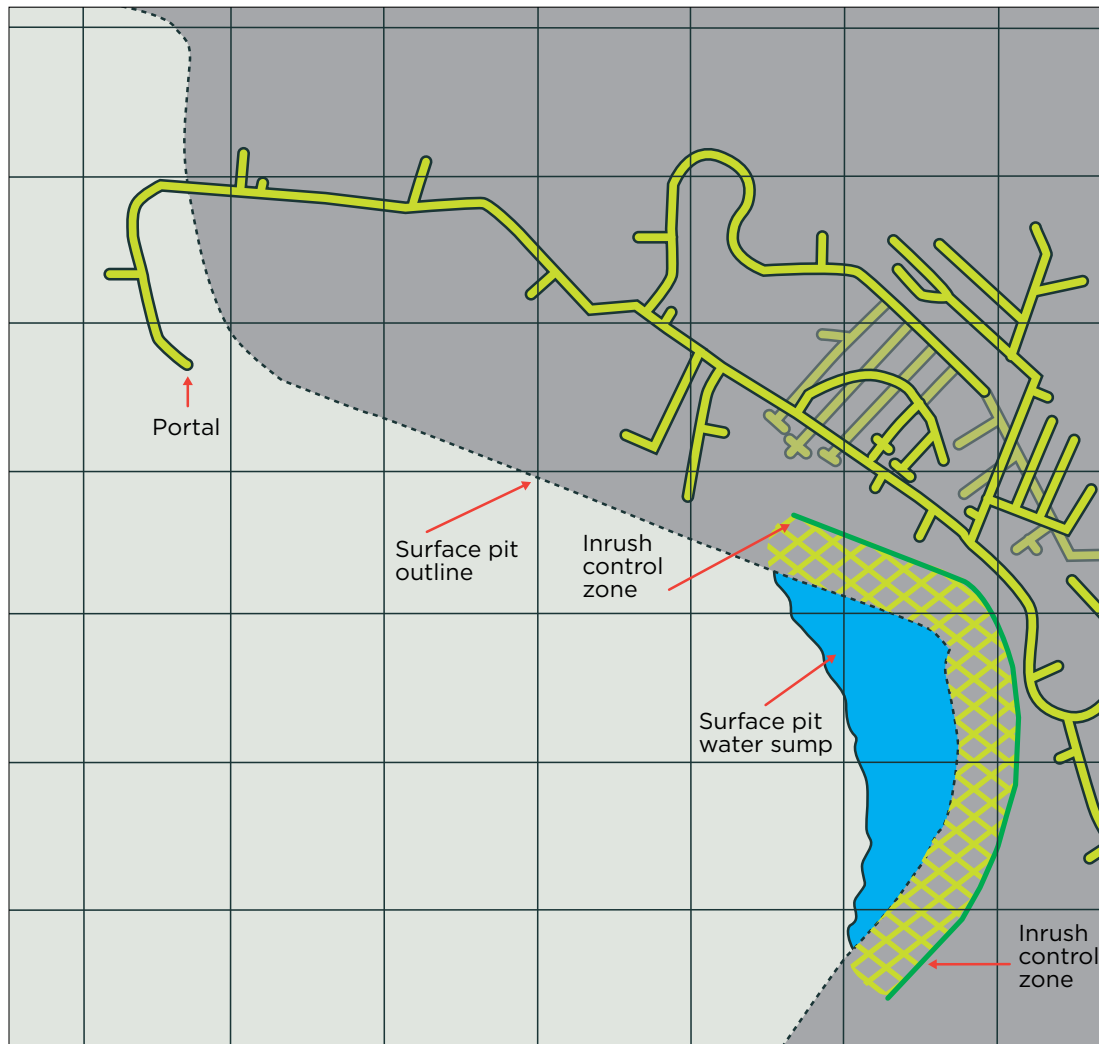 Portal
Surface pit
outline
Inrush
control
zone
Surface pit
water sump
Inrush
control
zone